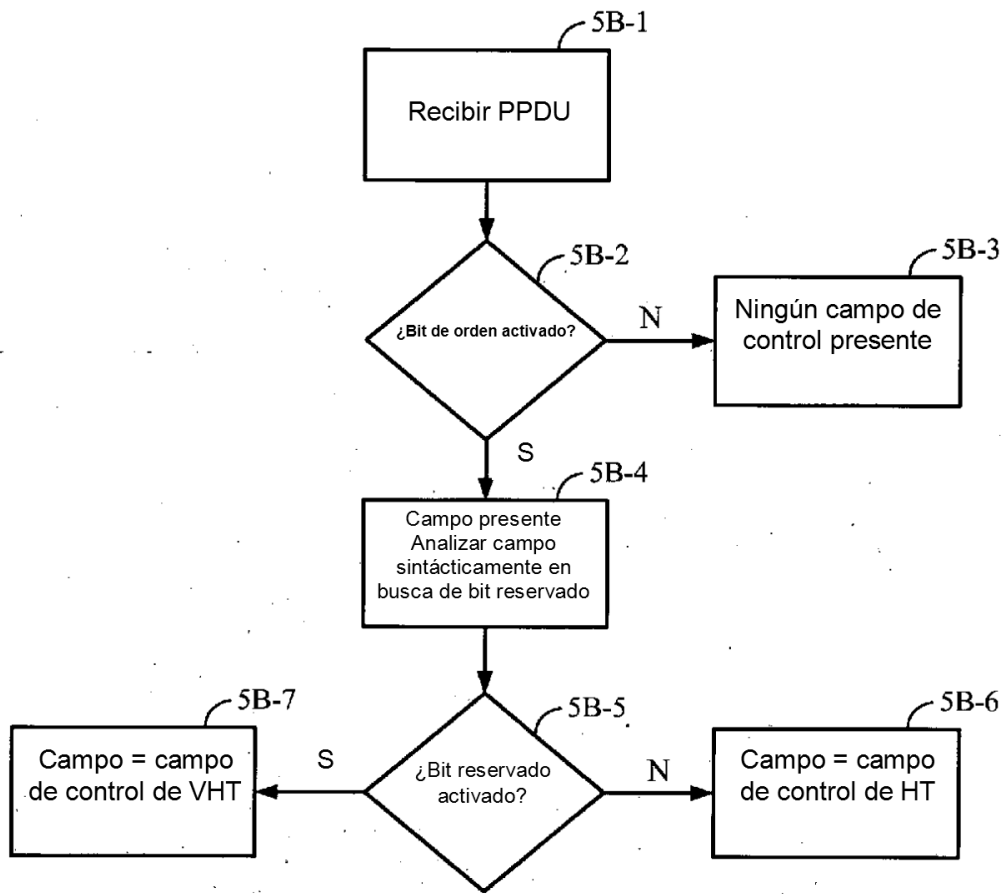 5B-1
Recibir PPDU
5B-2
¿Bit de orden activado?
N
5B-3
Ningún campo de
control presente
S
5B-4
Campo presente
Analizar campo
sintácticamente en
busca de bit reservado
5B-5
¿Bit reservado
activado?
S
5B-7
Campo = campo
de control de VHT
N
5B-6
Campo = campo
de control de HT